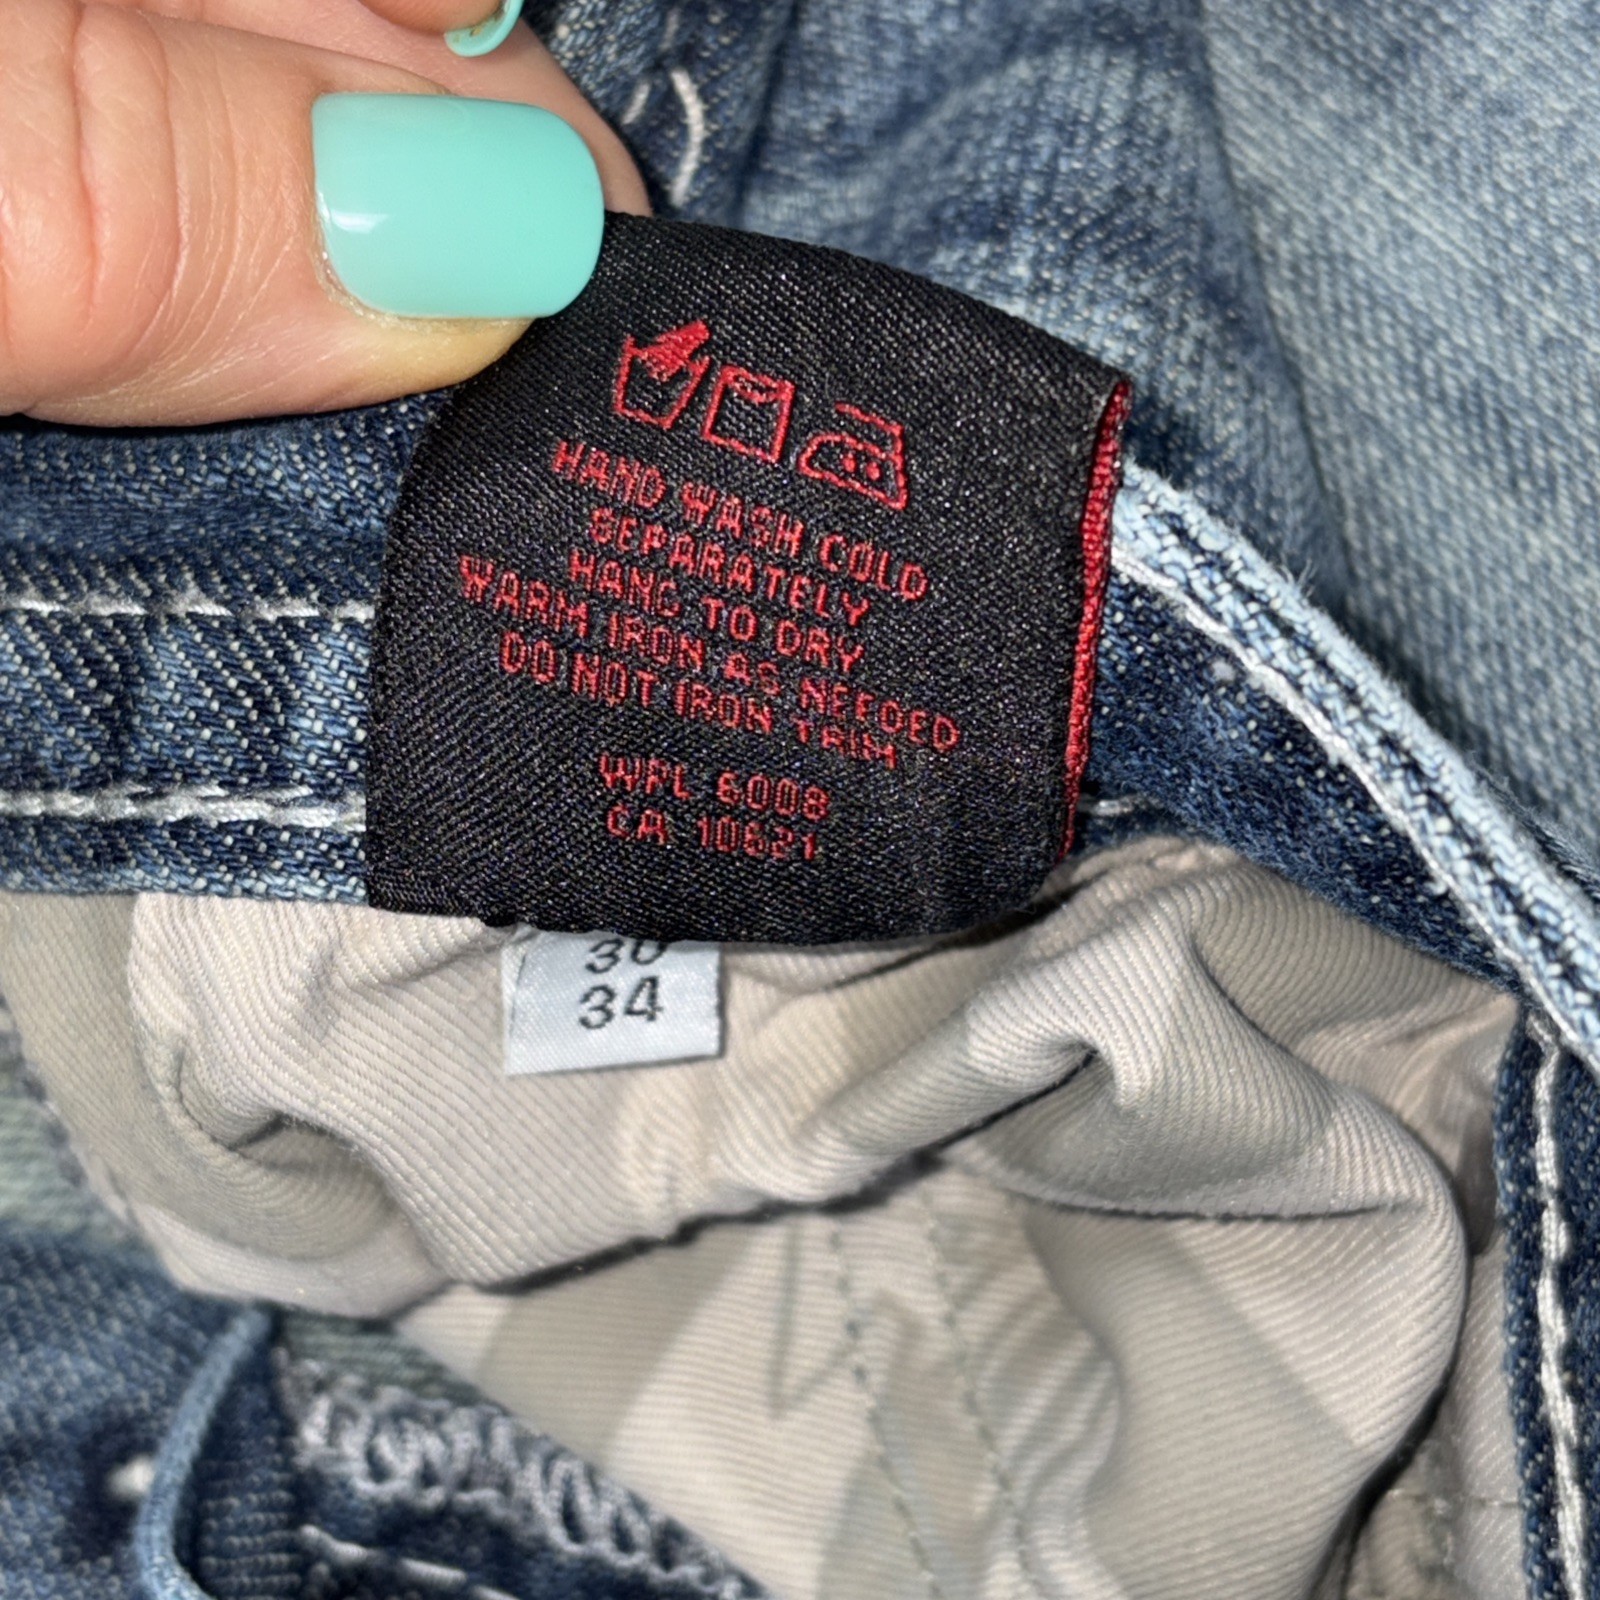 HAND WASH COLD
SEPARATELY
HANG TO DRY
WARM IRON AS NEEDED
DO NOT IRON TRIM
WPL 6008
CA 10621
30
34